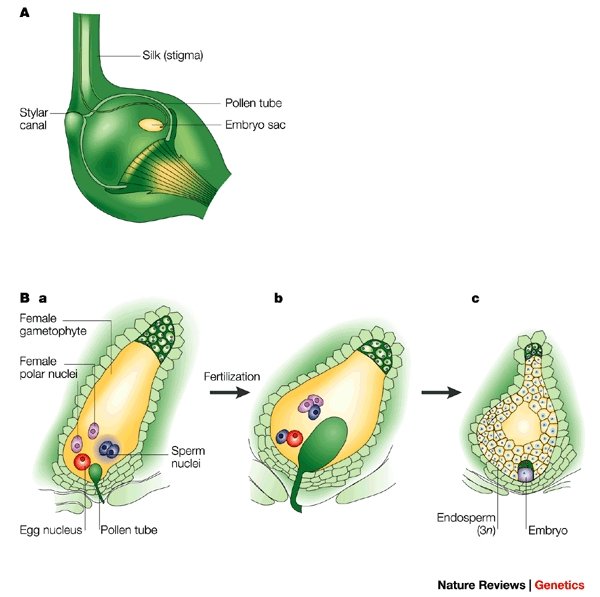 A
Silk (stigma)
Pollen tube
Stylar
canal
Embryo sac
B a
b
c
Female
gametophyte
Female
polar nuclei
Fertilization
Sperm
nuclei
Egg nucleus
Pollen tube
Endosperm
(3n)
Embryo
Nature Reviews | Genetics